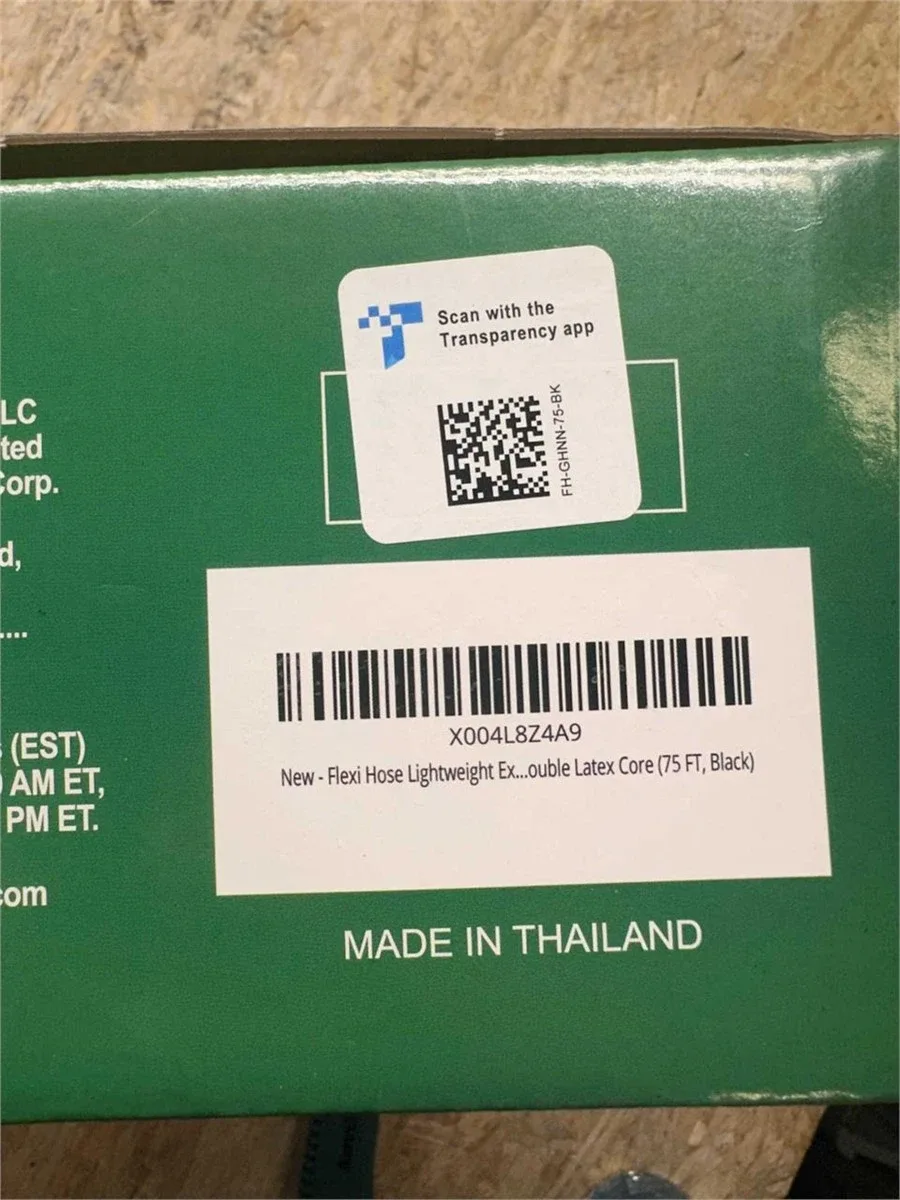 Scan with the
Transparency app
FH-GHNN-75-BK
LC
ted
Corp.
d,
....
(EST)
AM ET,
PM ET.
com
X004L8Z4A9
New - Flexi Hose Lightweight Ex...ouble Latex Core (75 FT, Black)
MADE IN THAILAND